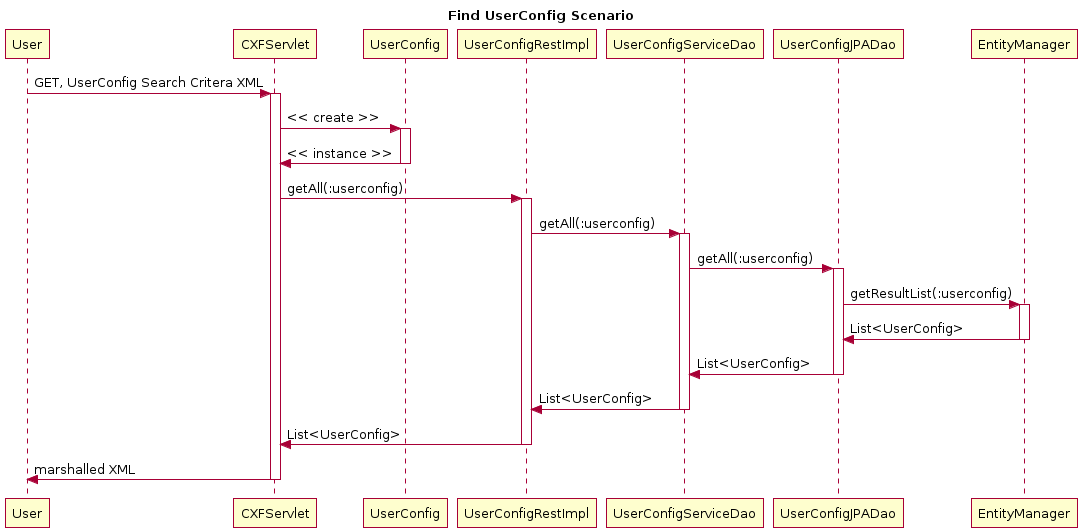 Find UserConfig Scenario
User CXFServlet UserConfig UserConfigRestImpl UserConfigServiceDao UserConfigJPADao EntityManager
GET, UserConfig Search Critera XML
<< create >>
<< instance >>
getAll(:userconfig)
getAll(:userconfig)
getAll(:userconfig)
getResultList(:userconfig)
List<UserConfig>
List<UserConfig>
List<UserConfig>
List<UserConfig>
marshalled XML
User CXFServlet UserConfig UserConfigRestImpl UserConfigServiceDao UserConfigJPADao EntityManager